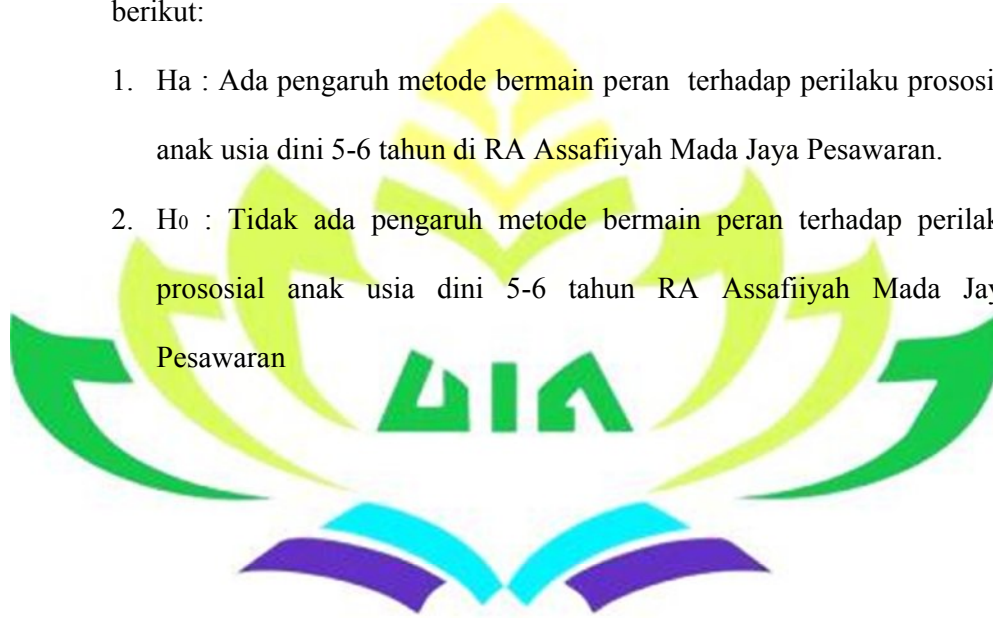 berikut:
1. Ha : Ada pengaruh metode bermain peran terhadap perilaku prososi
anak usia dini 5-6 tahun di RA Assafiiyah Mada Jaya Pesawaran.
2. H0 : Tidak ada pengaruh metode bermain peran terhadap perilak
prososial anak usia dini 5-6 tahun RA Assafiiyah Mada Jay
Pesawaran
UIN